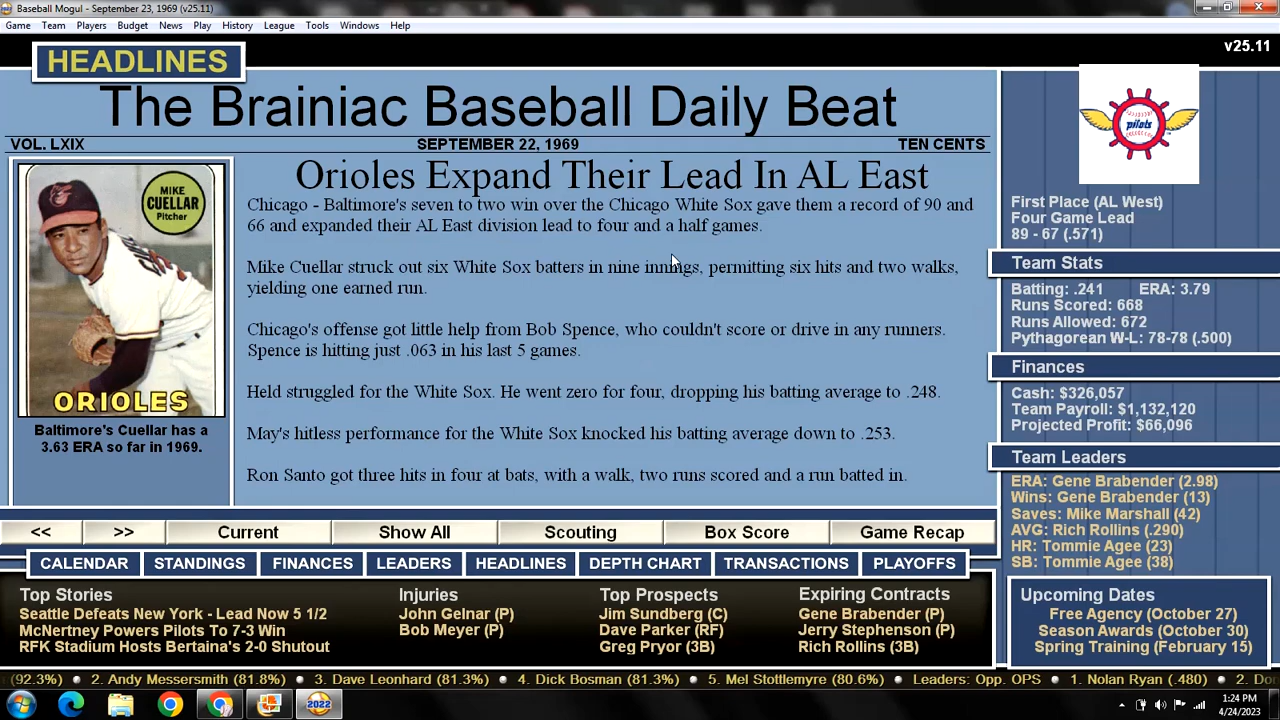 Baseball Mogul - September 23, 1969 (v25.11)
Game Team Players Budget News Play History League Tools Windows Help
HEADLINES
v25.11
The Brainiac Baseball Daily Beat
VOL. LXIX SEPTEMBER 22, 1969 TEN CENTS
MIKE
CUELLAR
Pitcher
ORIOLES
Baltimore's Cuellar has a
3.63 ERA so far in 1969.
Orioles Expand Their Lead In AL East
Chicago - Baltimore's seven to two win over the Chicago White Sox gave them a record of 90 and
66 and expanded their AL East division lead to four and a half games.
Mike Cuellar struck out six White Sox batters in nine innings, permitting six hits and two walks,
yielding one earned run.
Chicago's offense got little help from Bob Spence, who couldn't score or drive in any runners.
Spence is hitting just .063 in his last 5 games.
Held struggled for the White Sox. He went zero for four, dropping his batting average to .248.
May's hitless performance for the White Sox knocked his batting average down to .253.
Ron Santo got three hits in four at bats, with a walk, two runs scored and a run batted in.
pilots
First Place (AL West)
Four Game Lead
89 - 67 (.571)
Team Stats
Batting: .241 ERA: 3.79
Runs Scored: 668
Runs Allowed: 672
Pythagorean W-L: 78-78 (.500)
Finances
Cash: $326,057
Team Payroll: $1,132,120
Projected Profit: $66,096
Team Leaders
ERA: Gene Brabender (2.98)
Wins: Gene Brabender (13)
Saves: Mike Marshall (42)
AVG: Rich Rollins (.290)
HR: Tommie Agee (23)
SB: Tommie Agee (38)
<< >> Current Show All Scouting Box Score Game Recap
CALENDAR STANDINGS FINANCES LEADERS HEADLINES DEPTH CHART TRANSACTIONS PLAYOFFS
Top Stories
Seattle Defeats New York - Lead Now 5 1/2
McNertney Powers Pilots To 7-3 Win
RFK Stadium Hosts Bertaina's 2-0 Shutout
Injuries
John Gelnar (P)
Bob Meyer (P)
Top Prospects
Jim Sundberg (C)
Dave Parker (RF)
Greg Pryor (3B)
Expiring Contracts
Gene Brabender (P)
Jerry Stephenson (P)
Rich Rollins (3B)
Upcoming Dates
Free Agency (October 27)
Season Awards (October 30)
Spring Training (February 15)
(92.3%) • 2. Andy Messersmith (81.8%) • 3. Dave Leonhard (81.3%) • 4. Dick Bosman (81.3%) • 5. Mel Stottlemyre (80.6%) • Leaders: Opp. OPS • 1. Nolan Ryan (.480) • 2. Do
2022
1:24 PM
4/24/2023